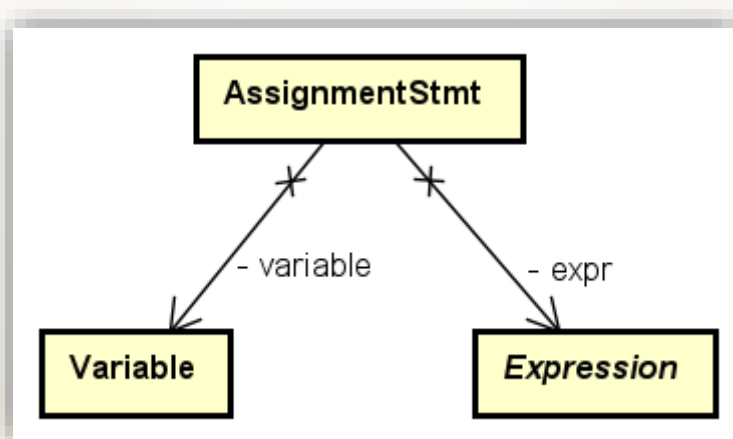 AssignmentStmt
- variable
- expr
Variable
Expression